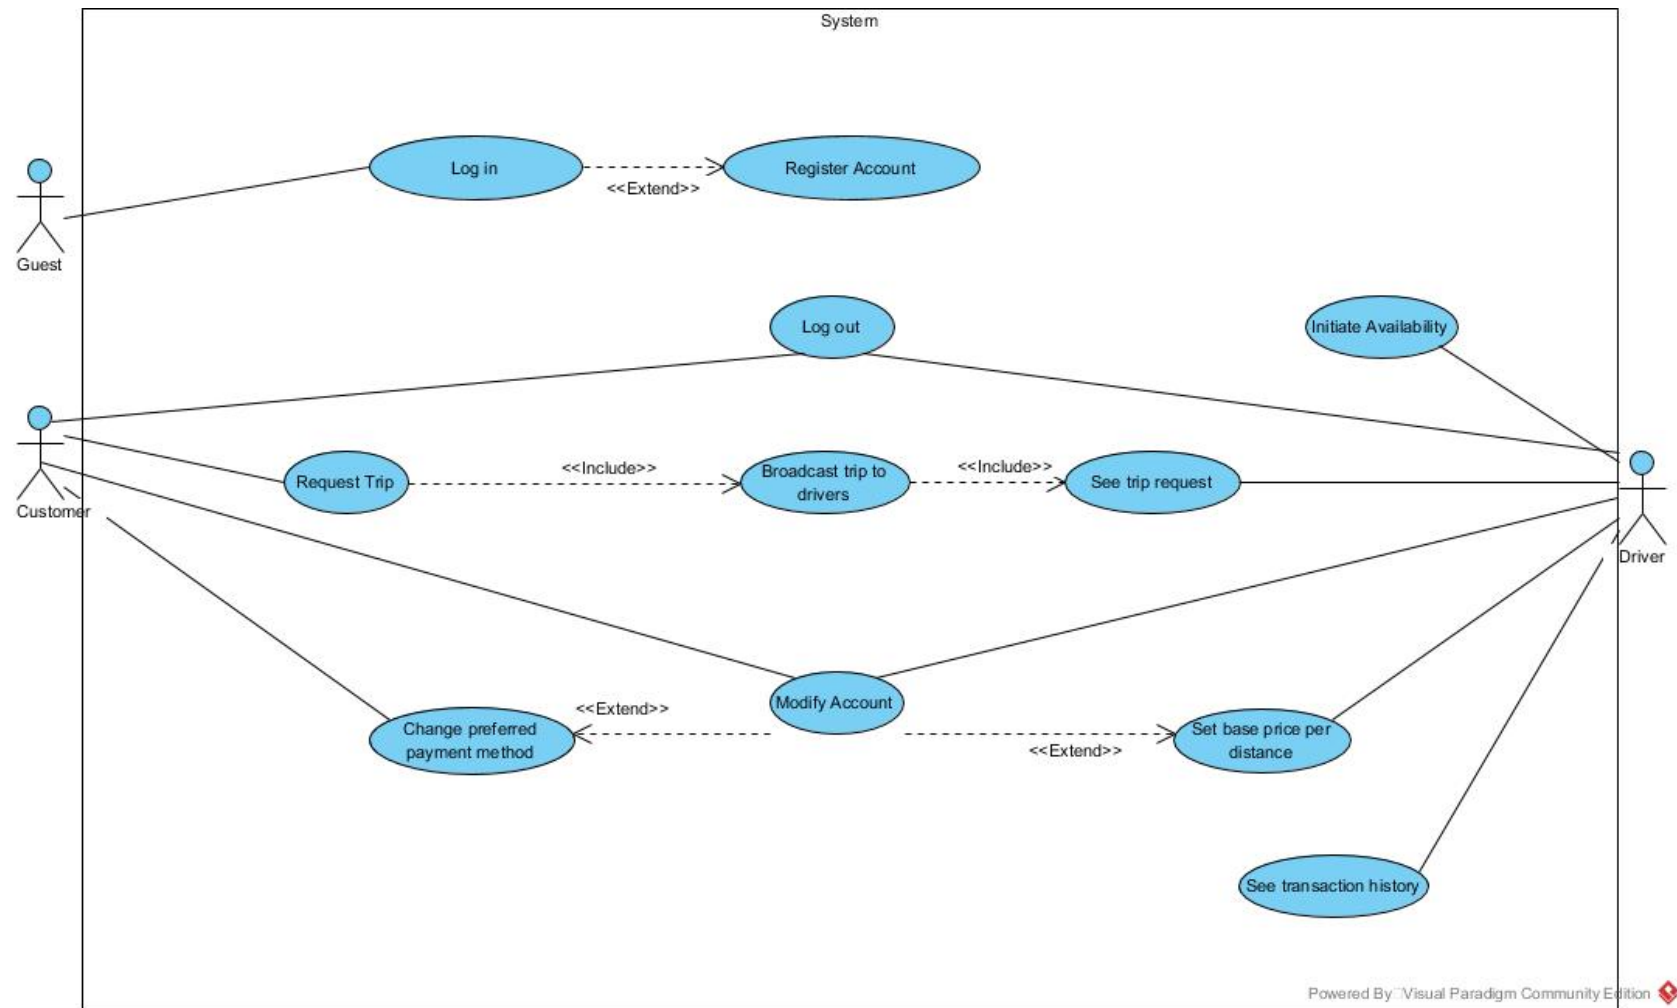 System
Log in
<<Extend>>
Register Account
Guest
Log out
Initiate Availability
Customer
Request Trip
<<Include>>
Broadcast trip to
drivers
<<Include>>
See trip request
Driver
Modify Account
<<Extend>>
Change preferred
payment method
<<Extend>>
Set base price per
distance
See transaction history
Powered By Visual Paradigm Community Edition